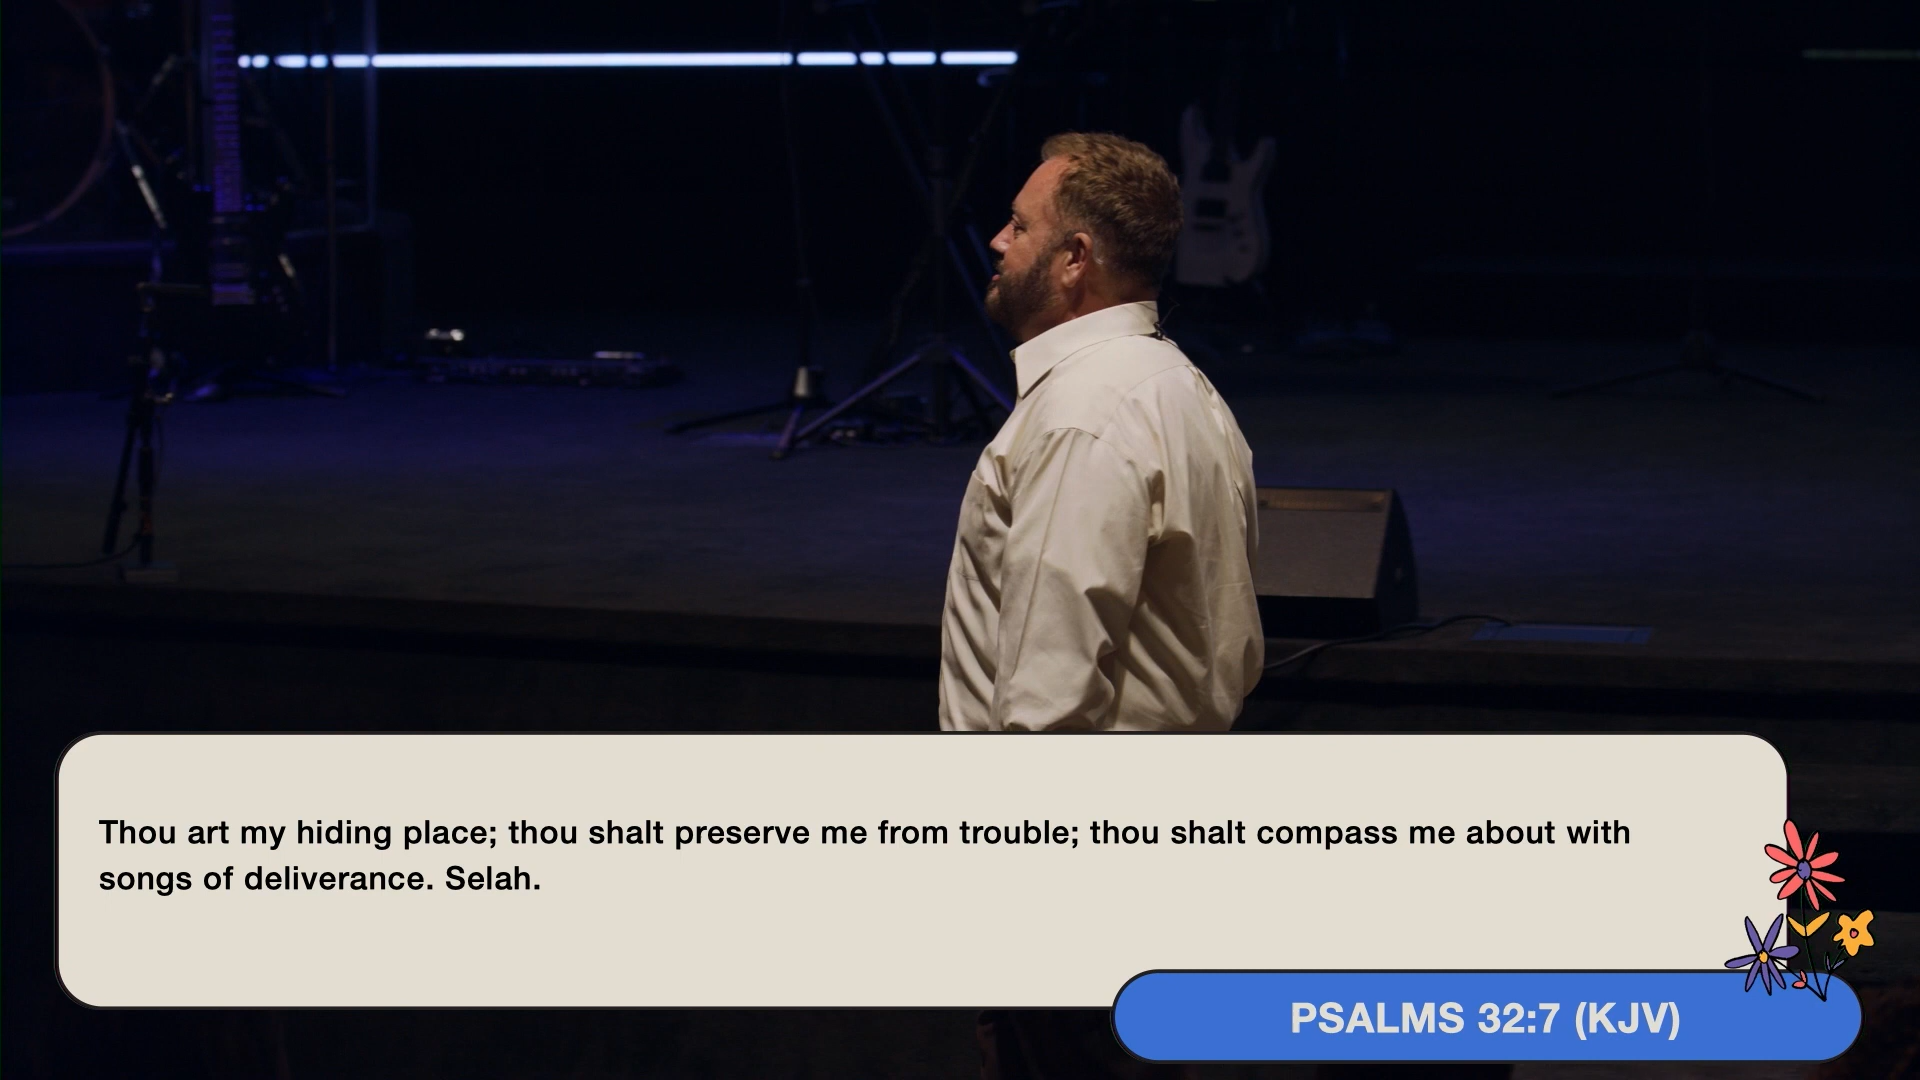 Thou art my hiding place; thou shalt preserve me from trouble; thou shalt compass me about with
songs of deliverance. Selah.
PSALMS 32:7 (KJV)